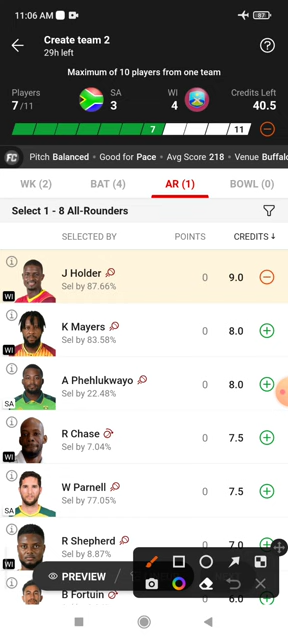 11:06 AM
87
Create team 2
29h left
Maximum of 10 players from one team
Players
7/11
SA
3
WI
4
Credits Left
40.5
7
11
FC
Pitch Balanced • Good for Pace • Avg Score 218 • Venue Buffalo
WK (2)
BAT (4)
AR (1)
BOWL (0)
Select 1 - 8 All-Rounders
SELECTED BY
POINTS
CREDITS ↓
J Holder
Sel by 87.66%
0
9.0
WI
K Mayers
Sel by 83.58%
0
8.0
WI
A Phehlukwayo
Sel by 22.48%
0
8.0
SA
R Chase
Sel by 7.04%
0
7.5
WI
W Parnell
Sel by 77.05%
0
7.5
SA
R Shepherd
Sel by 8.87%
0
7.0
WI
PREVIEW
B Fortuin
6.0